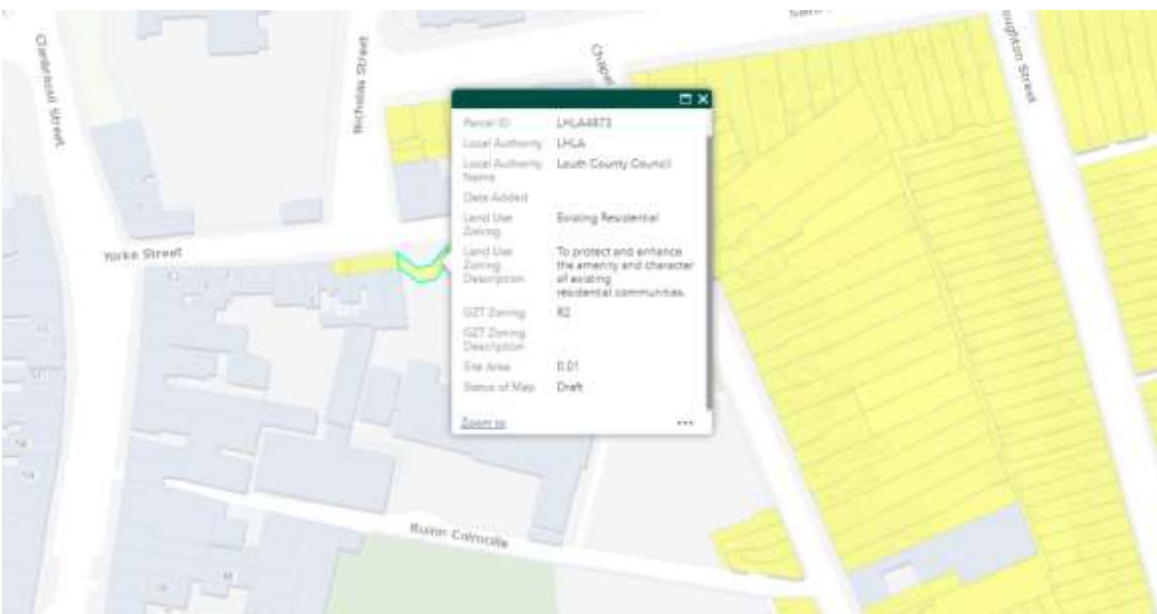 Clanbrassil Street
Nicholas Street
Chapel
Yorke Street
Parcel ID LHLA4873
Local Authority LHLA
Local Authority Louth County Council
Name
Date Added
Land Use Existing Residential
Zoning
Land Use To protect and enhance
Zoning the amenity and character
Description of existing
residential communities.
GZT Zoning R2
GZT Zoning
Description
Site Area 0.01
Status of Map Draft
Zoom to